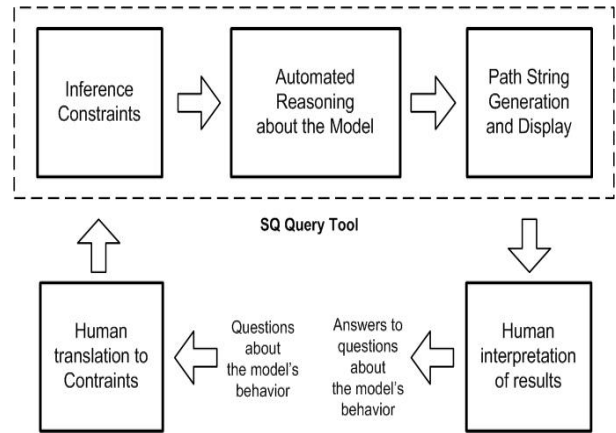 Inference
Constraints
Automated
Reasoning
about the Model
Path String
Generation
and Display
SQ Query Tool
Human
translation to
Contraints
Questions
about
the model's
behavior
Answers to
questions
about
the model's
behavior
Human
interpretation
of results